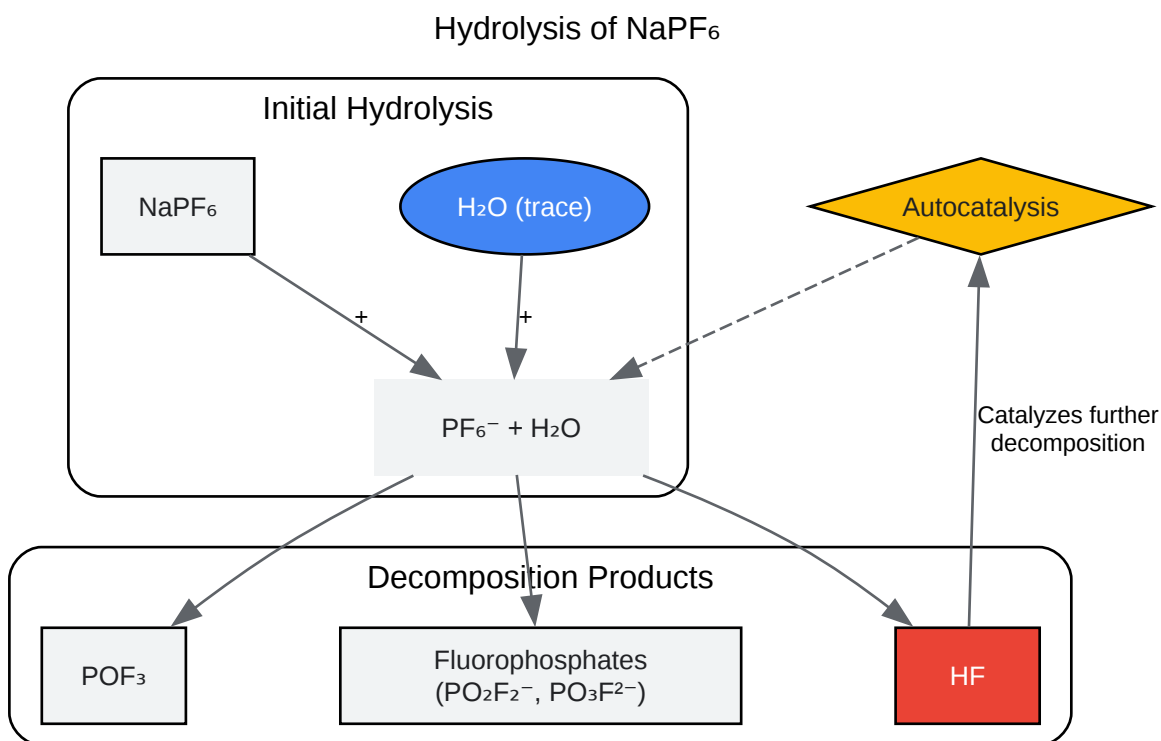 Hydrolysis of NaPF₆
Initial Hydrolysis
NaPF₆
H₂O (trace)
Autocatalysis
+
+
PF₆⁻ + H₂O
Catalyzes further
decomposition
Decomposition Products
POF₃
Fluorophosphates
(PO₂F₂⁻, PO₃F²⁻)
HF